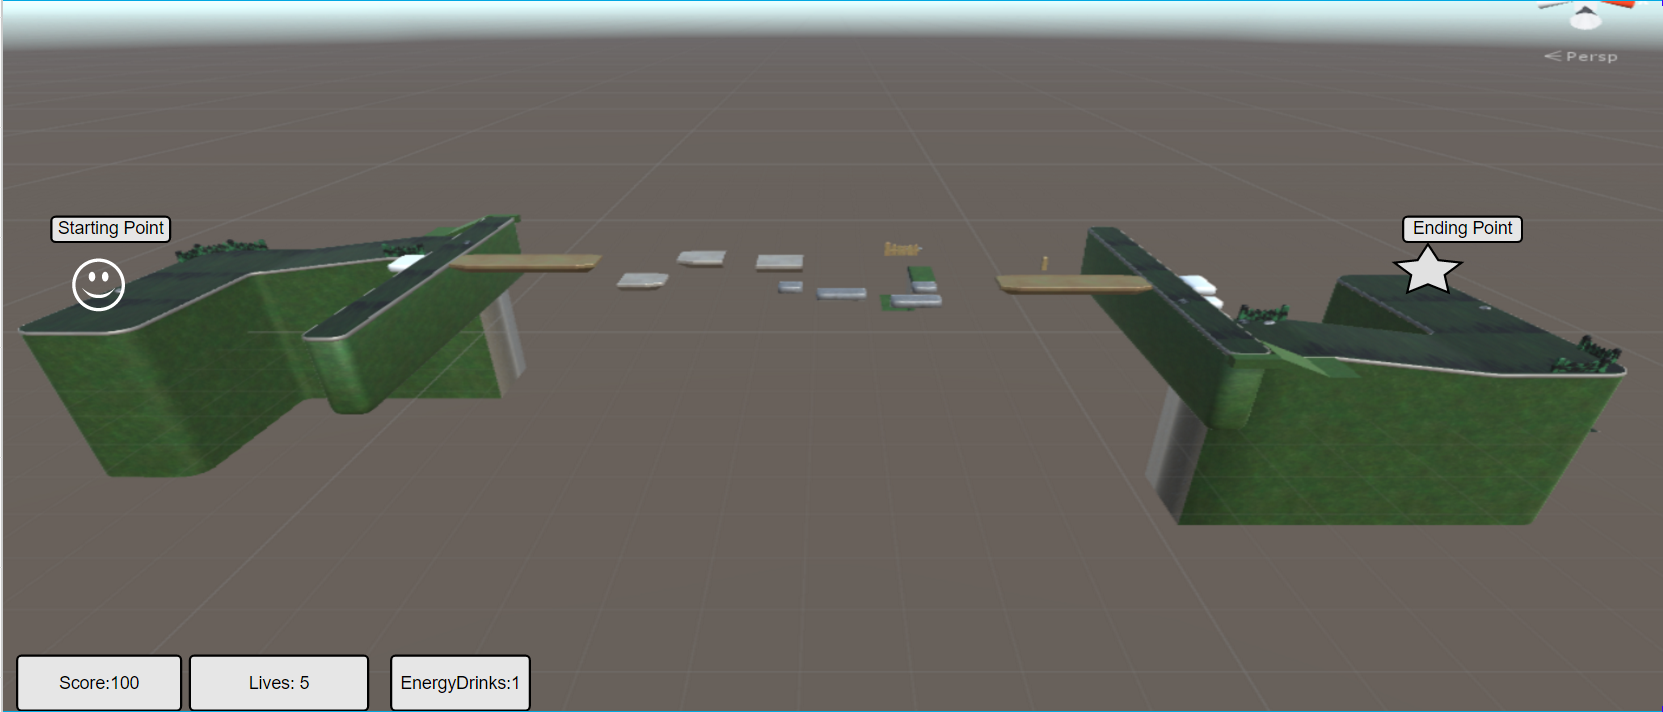 Persp
Starting Point
Ending Point
Score:100
Lives: 5
EnergyDrinks:1